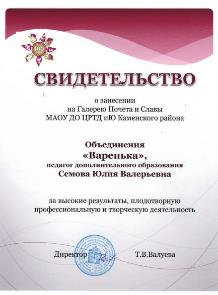 СВИДЕТЕЛЬСТВО
о занесении
на Галерею Почета и Славы
МАОУ ДО ЦРТД иЮ Каменского района
Объединения
«Варенька»,
педагог дополнительного образования
Семова Юлия Валерьевна
за высокие результаты, плодотворную
профессиональную и творческую деятельность
Директор Т.В.Валуева